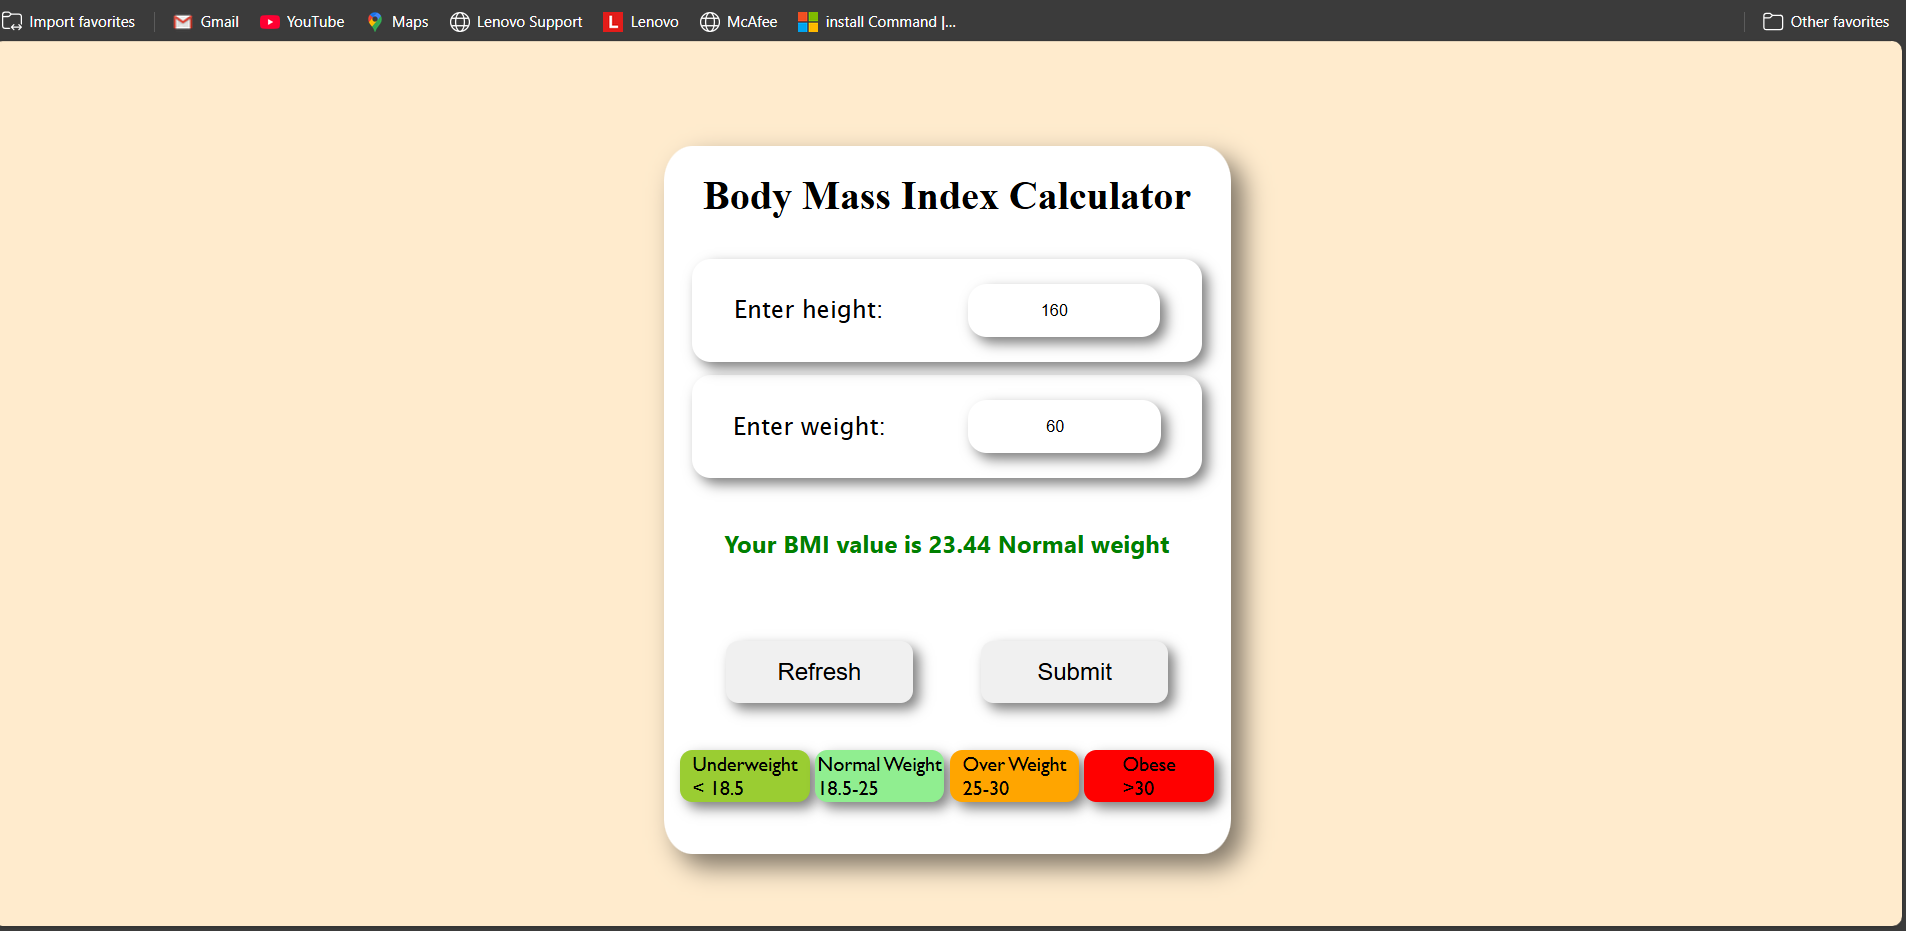 Import favorites Gmail YouTube Maps Lenovo Support L Lenovo McAfee install Command |... Other favorites
Body Mass Index Calculator
Enter height: 160
Enter weight: 60
Your BMI value is 23.44 Normal weight
Refresh Submit
Underweight Normal Weight Over Weight Obese
< 18.5 18.5-25 25-30 >30